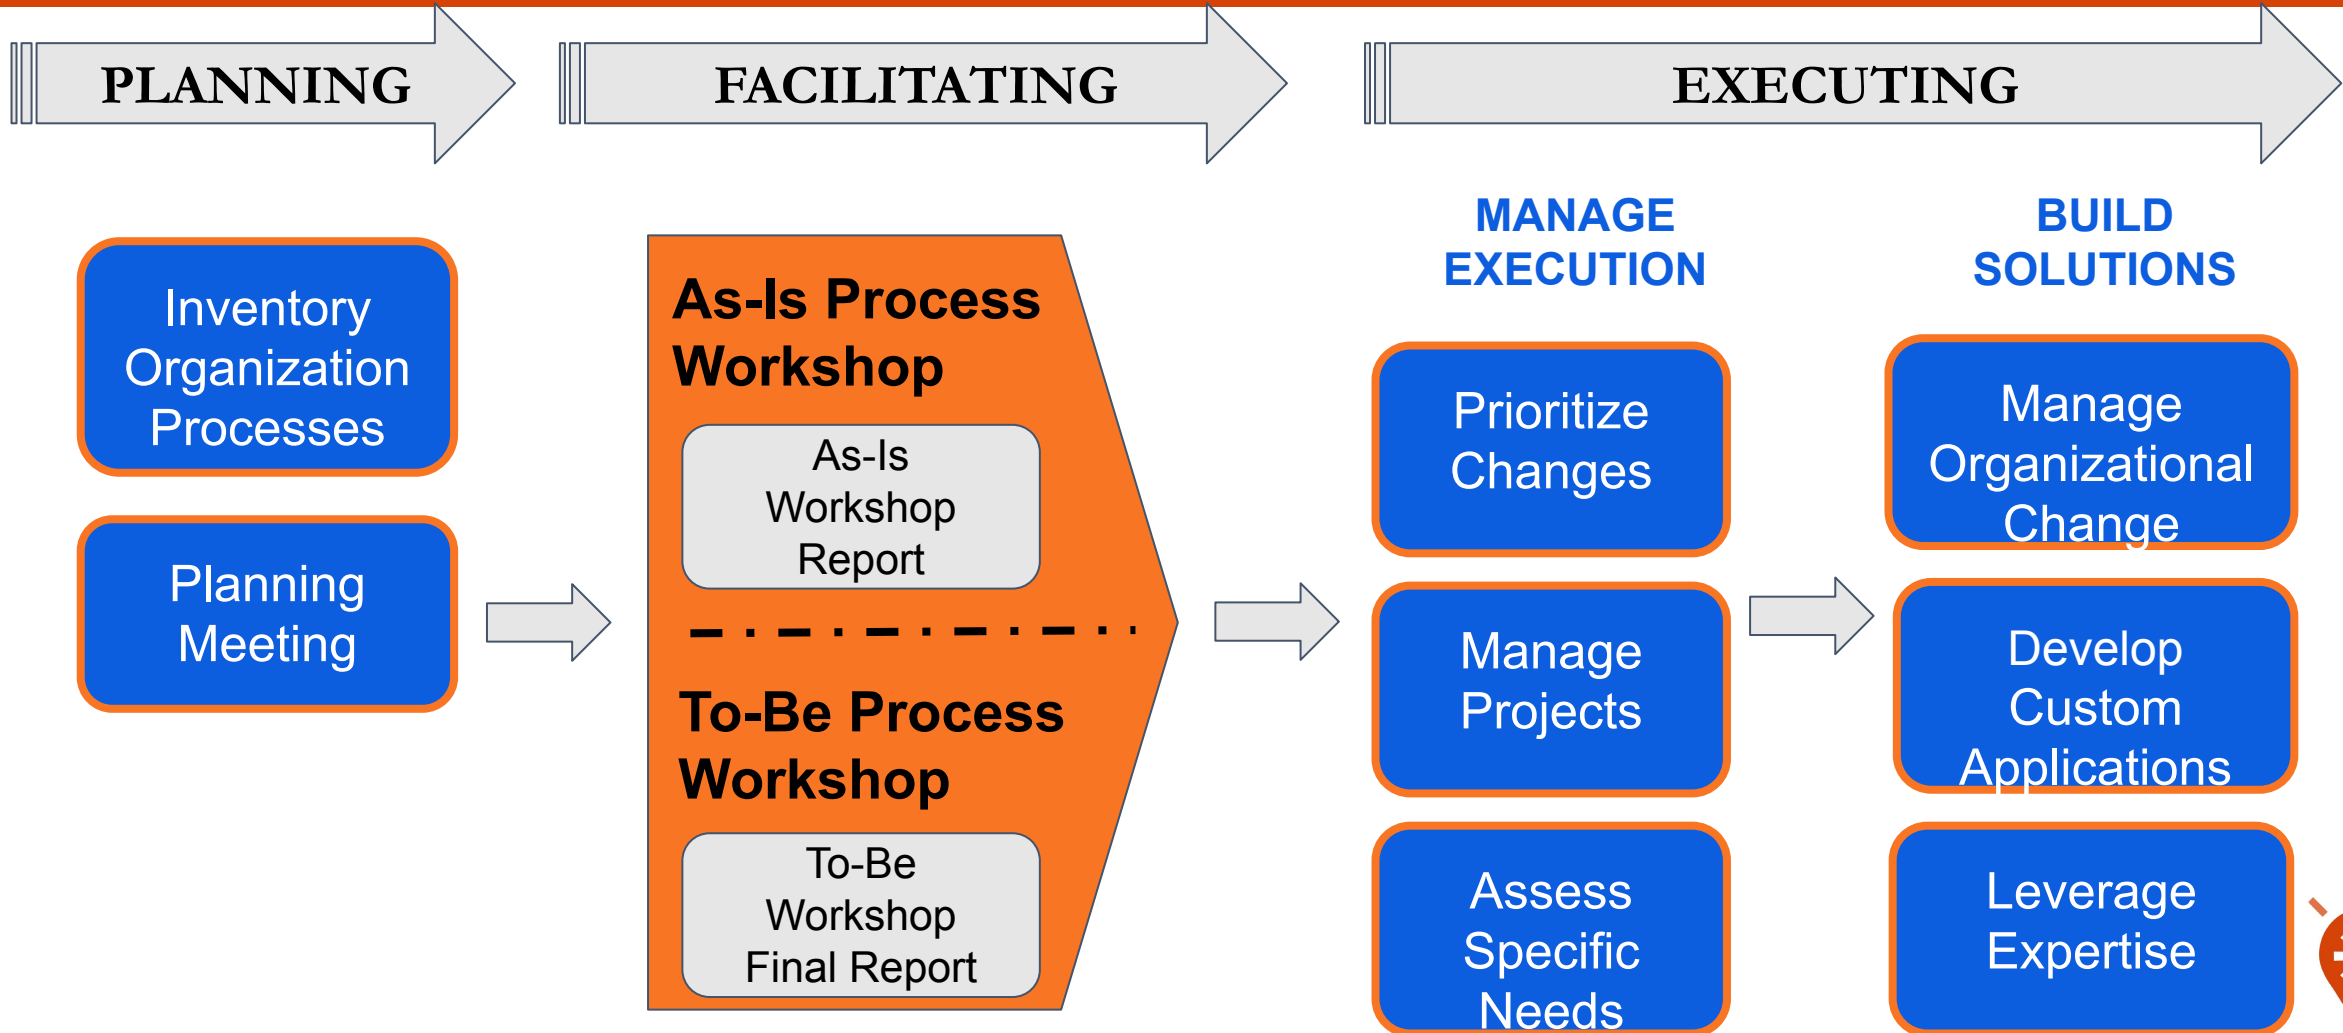 PLANNING
FACILITATING
EXECUTING
Inventory
Organization
Processes
Planning
Meeting
As-Is Process
Workshop
As-Is
Workshop
Report
To-Be Process
Workshop
To-Be
Workshop
Final Report
MANAGE
EXECUTION
Prioritize
Changes
Manage
Projects
Assess
Specific
Needs
BUILD
SOLUTIONS
Manage
Organizational
Change
Develop
Custom
Applications
Leverage
Expertise